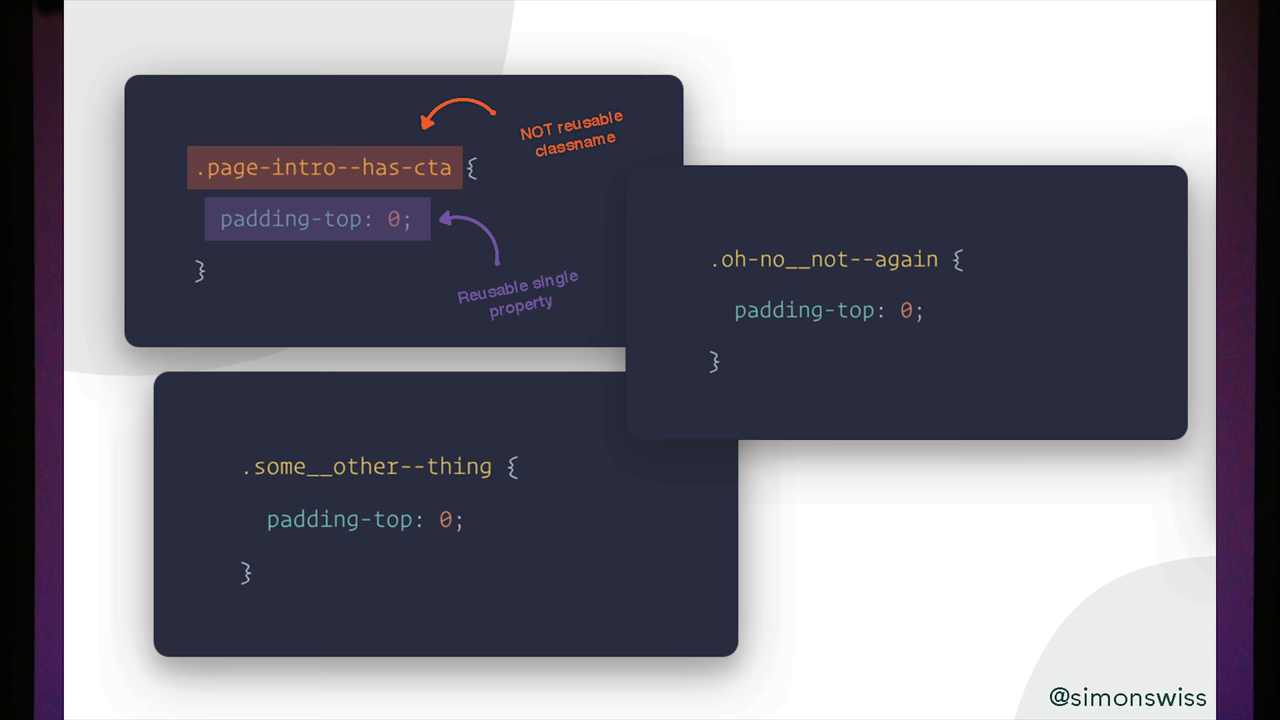 NOT reusable
classname
.page-intro--has-cta {
padding-top: 0;
}
Reusable single
property
.oh-no__not--again {
padding-top: 0;
}
.some__other--thing {
padding-top: 0;
}
@simonswiss